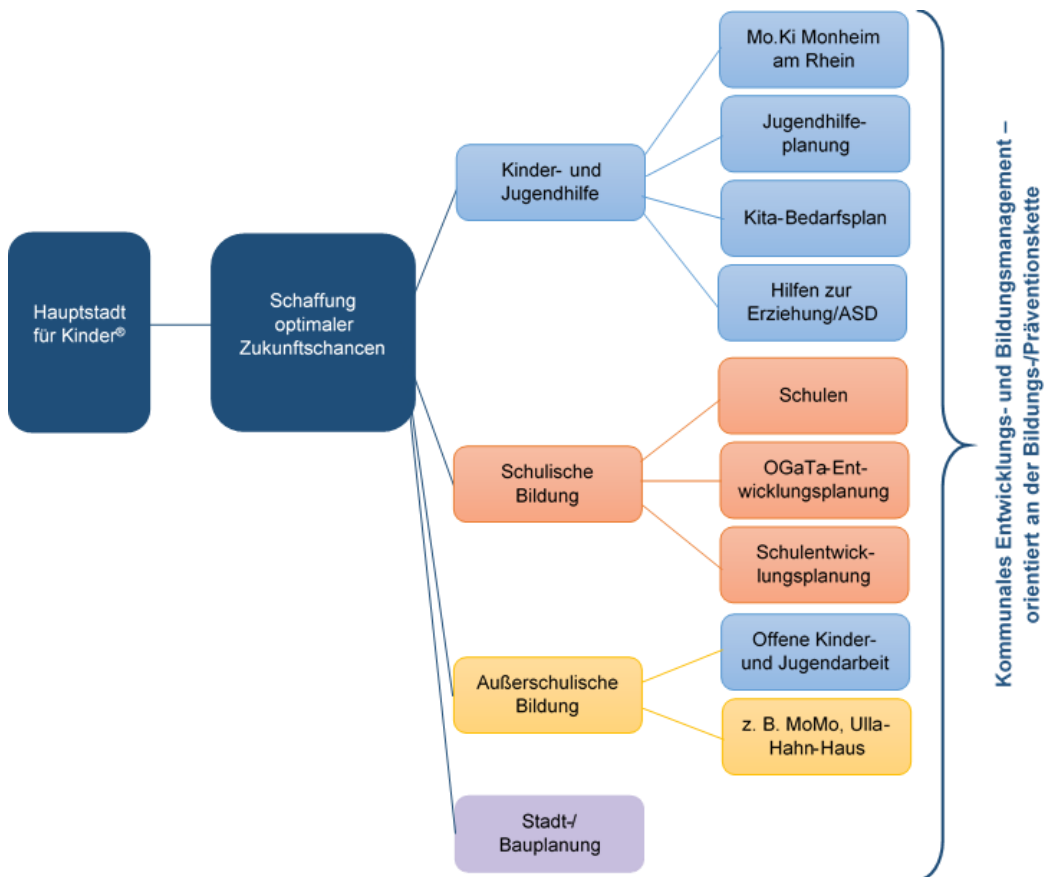 Hauptstadt
für Kinder®
Schaffung
optimaler
Zukunftschancen
Kinder- und
Jugendhilfe
Mo.Ki Monheim
am Rhein
Jugendhilfe-
planung
Kita-Bedarfsplan
Hilfen zur
Erziehung/ASD
Schulische
Bildung
Schulen
OGaTa-Ent-
wicklungsplanung
Schulentwick-
lungsplanung
Außerschulische
Bildung
Offene Kinder-
und Jugendarbeit
z. B. MoMo, Ulla-
Hahn-Haus
Stadt-/
Bauplanung
Kommunales Entwicklungs- und Bildungsmanagement –
orientiert an der Bildungs-/Präventionskette